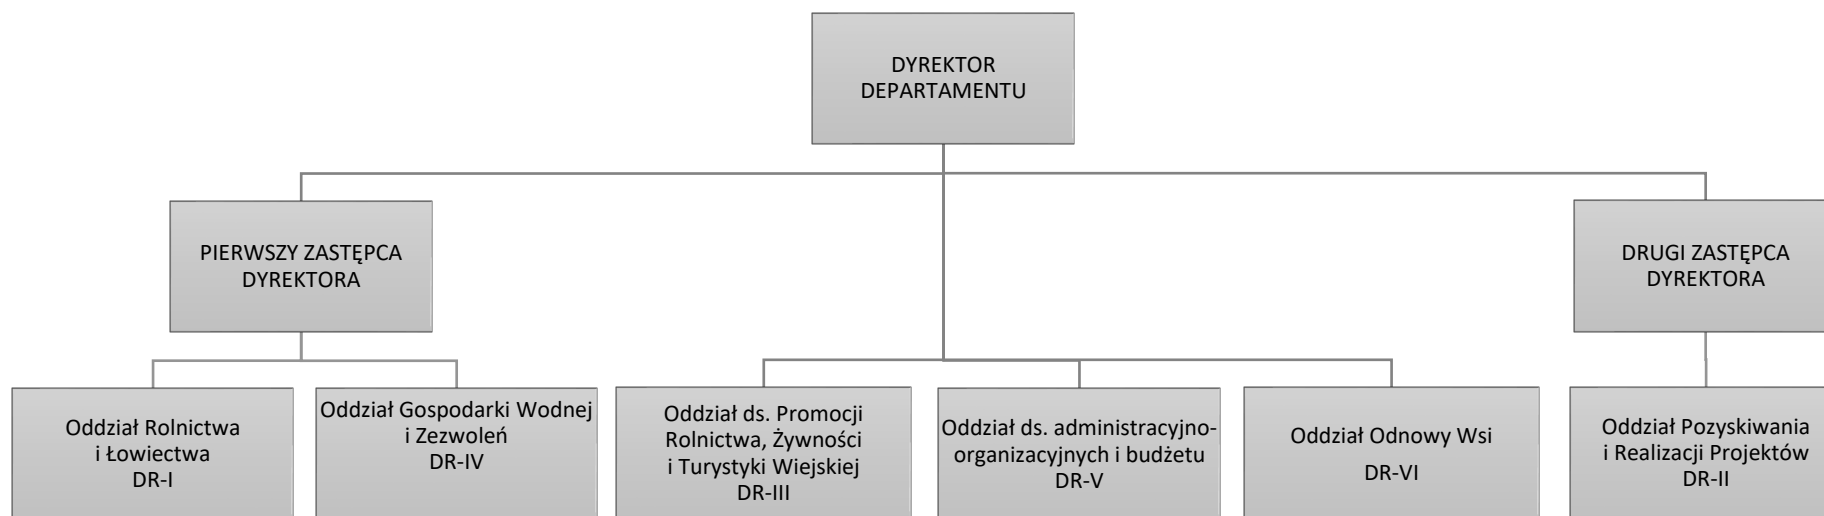 DYREKTOR
DEPARTAMENTU
PIERWSZY ZASTĘPCA
DYREKTORA
DRUGI ZASTĘPCA
DYREKTORA
Oddział Rolnictwa
i Łowiectwa
DR-I
Oddział Gospodarki Wodnej
i Zezwoleń
DR-IV
Oddział ds. Promocji
Rolnictwa, Żywności
i Turystyki Wiejskiej
DR-III
Oddział ds. administracyjno-
organizacyjnych i budżetu
DR-V
Oddział Odnowy Wsi
DR-VI
Oddział Pozyskiwania
i Realizacji Projektów
DR-II